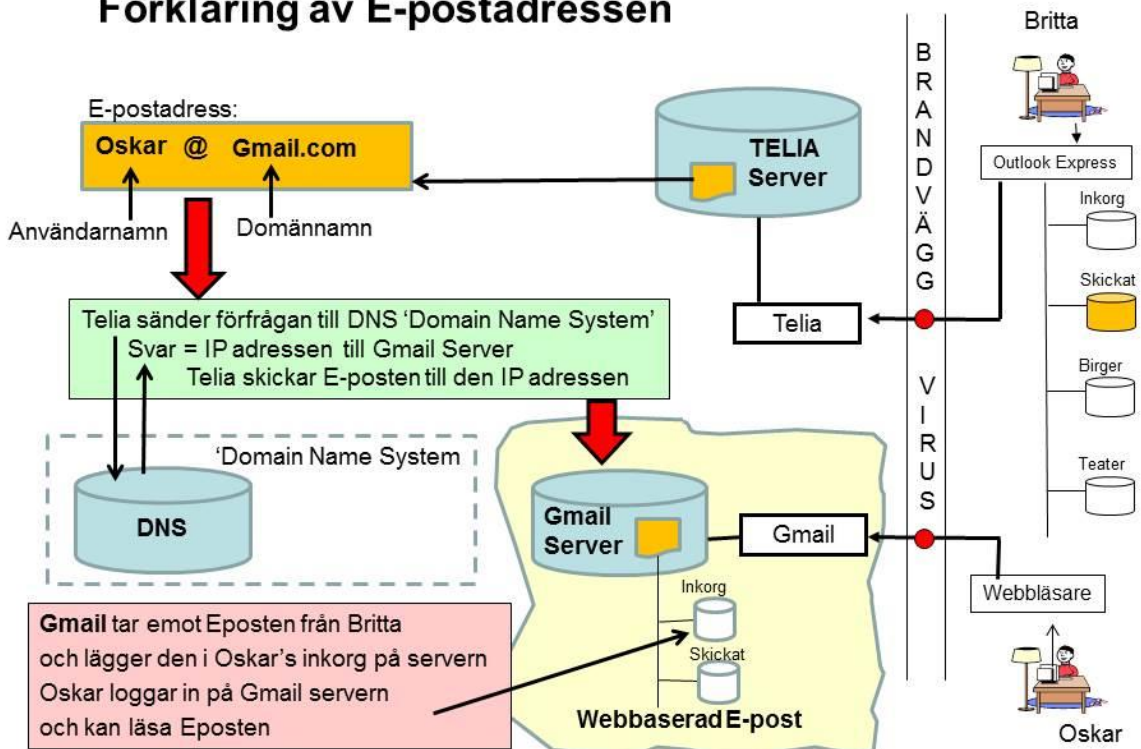 Förklaring av E-postadressen
E-postadress:
Oskar @ Gmail.com
Användarnamn
Domännamn
TELIA
Server
Telia
BRANDVÄGG
VIRUS
Britta
Outlook Express
Inkorg
Skickat
Birger
Teater
Telia sänder förfrågan till DNS 'Domain Name System'
Svar = IP adressen till Gmail Server
Telia skickar E-posten till den IP adressen
'Domain Name System
DNS
Gmail
Server
Gmail
Inkorg
Skickat
Webbaserad E-post
Webbläsare
Oskar
Gmail tar emot Eposten från Britta
och lägger den i Oskar's inkorg på servern
Oskar loggar in på Gmail servern
och kan läsa Eposten